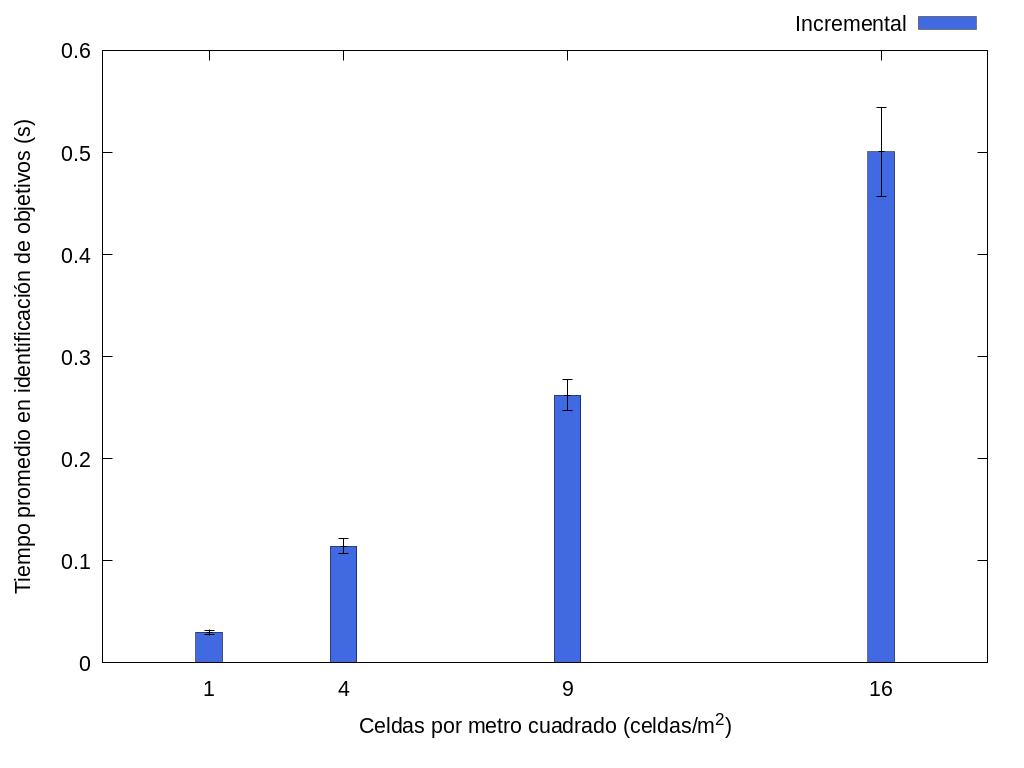 Incremental
0.6
0.5
0.4
0.3
0.2
0.1
0
Tiempo promedio en identificación de objetivos (s)
1 4 9 16
Celdas por metro cuadrado (celdas/m²)